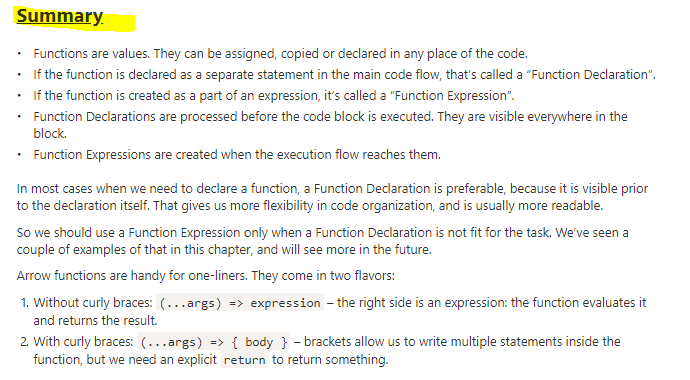 Summary
• Functions are values. They can be assigned, copied or declared in any place of the code.
• If the function is declared as a separate statement in the main code flow, that's called a "Function Declaration".
• If the function is created as a part of an expression, it's called a "Function Expression".
• Function Declarations are processed before the code block is executed. They are visible everywhere in the
block.
• Function Expressions are created when the execution flow reaches them.
In most cases when we need to declare a function, a Function Declaration is preferable, because it is visible prior
to the declaration itself. That gives us more flexibility in code organization, and is usually more readable.
So we should use a Function Expression only when a Function Declaration is not fit for the task. We've seen a
couple of examples of that in this chapter, and will see more in the future.
Arrow functions are handy for one-liners. They come in two flavors:
1. Without curly braces: (...args) => expression – the right side is an expression: the function evaluates it
and returns the result.
2. With curly braces: (...args) => { body } – brackets allow us to write multiple statements inside the
function, but we need an explicit return to return something.